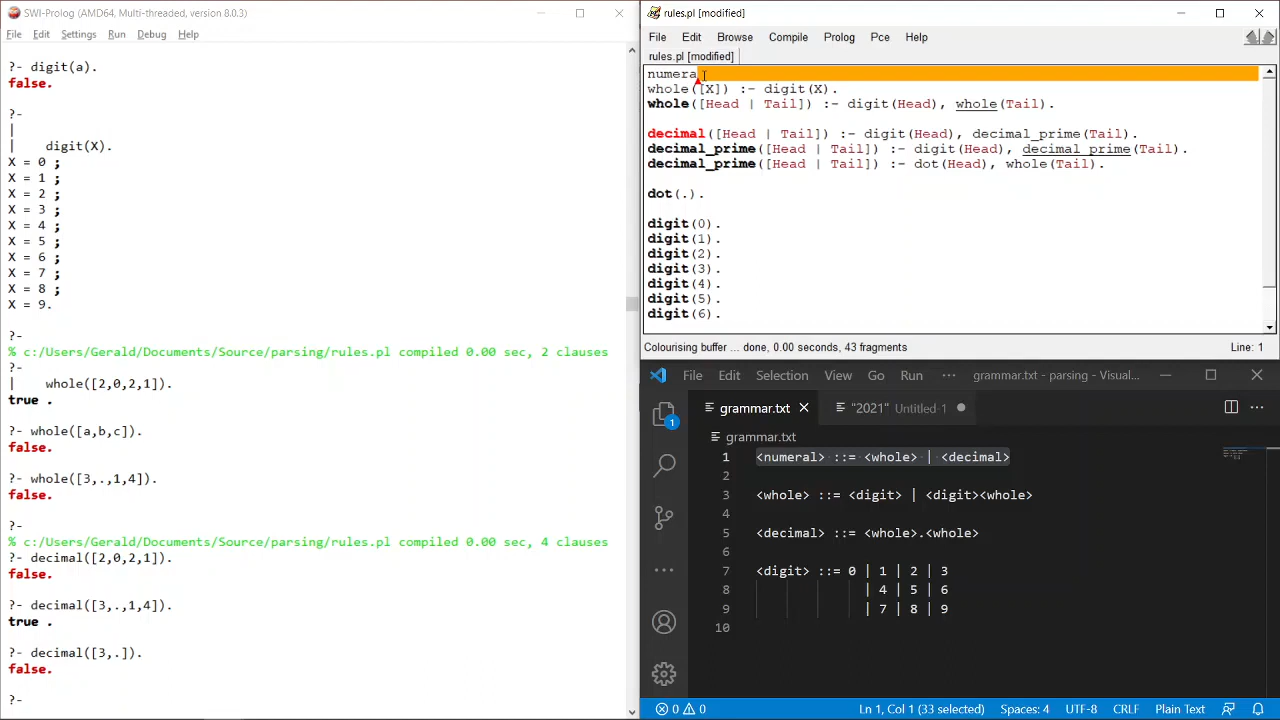 SWI-Prolog (AMD64, Multi-threaded, version 8.0.3)
File Edit Settings Run Debug Help
?- digit(a).
false.
?-
|
| digit(X).
X = 0 ;
X = 1 ;
X = 2 ;
X = 3 ;
X = 4 ;
X = 5 ;
X = 6 ;
X = 7 ;
X = 8 ;
X = 9.
?-
% c:/Users/Gerald/Documents/Source/parsing/rules.pl compiled 0.00 sec, 2 clauses
?-
| whole([2,0,2,1]).
true .
?- whole([a,b,c]).
false.
?- whole([3,.,1,4]).
false.
?-
% c:/Users/Gerald/Documents/Source/parsing/rules.pl compiled 0.00 sec, 4 clauses
?- decimal([2,0,2,1]).
false.
?- decimal([3,.,1,4]).
true .
?- decimal([3,.]).
false.
?-
rules.pl [modified]
File Edit Browse Compile Prolog Pce Help
rules.pl [modified]
numera
whole([X]) :- digit(X).
whole([Head | Tail]) :- digit(Head), whole(Tail).
decimal([Head | Tail]) :- digit(Head), decimal_prime(Tail).
decimal_prime([Head | Tail]) :- digit(Head), decimal_prime(Tail).
decimal_prime([Head | Tail]) :- dot(Head), whole(Tail).
dot(.).
digit(0).
digit(1).
digit(2).
digit(3).
digit(4).
digit(5).
digit(6).
Colourising buffer ... done, 0.00 seconds, 43 fragments Line: 1
File Edit Selection View Go Run ··· grammar.txt - parsing - Visual...
grammar.txt "2021" Untitled-1
grammar.txt
1 <numeral> ::= <whole> | <decimal>
2
3 <whole> ::= <digit> | <digit><whole>
4
5 <decimal> ::= <whole>.<whole>
6
7 <digit> ::= 0 | 1 | 2 | 3
8 | 4 | 5 | 6
9 | 7 | 8 | 9
10
2
0 0 Ln 1, Col 1 (33 selected) Spaces: 4 UTF-8 CRLF Plain Text